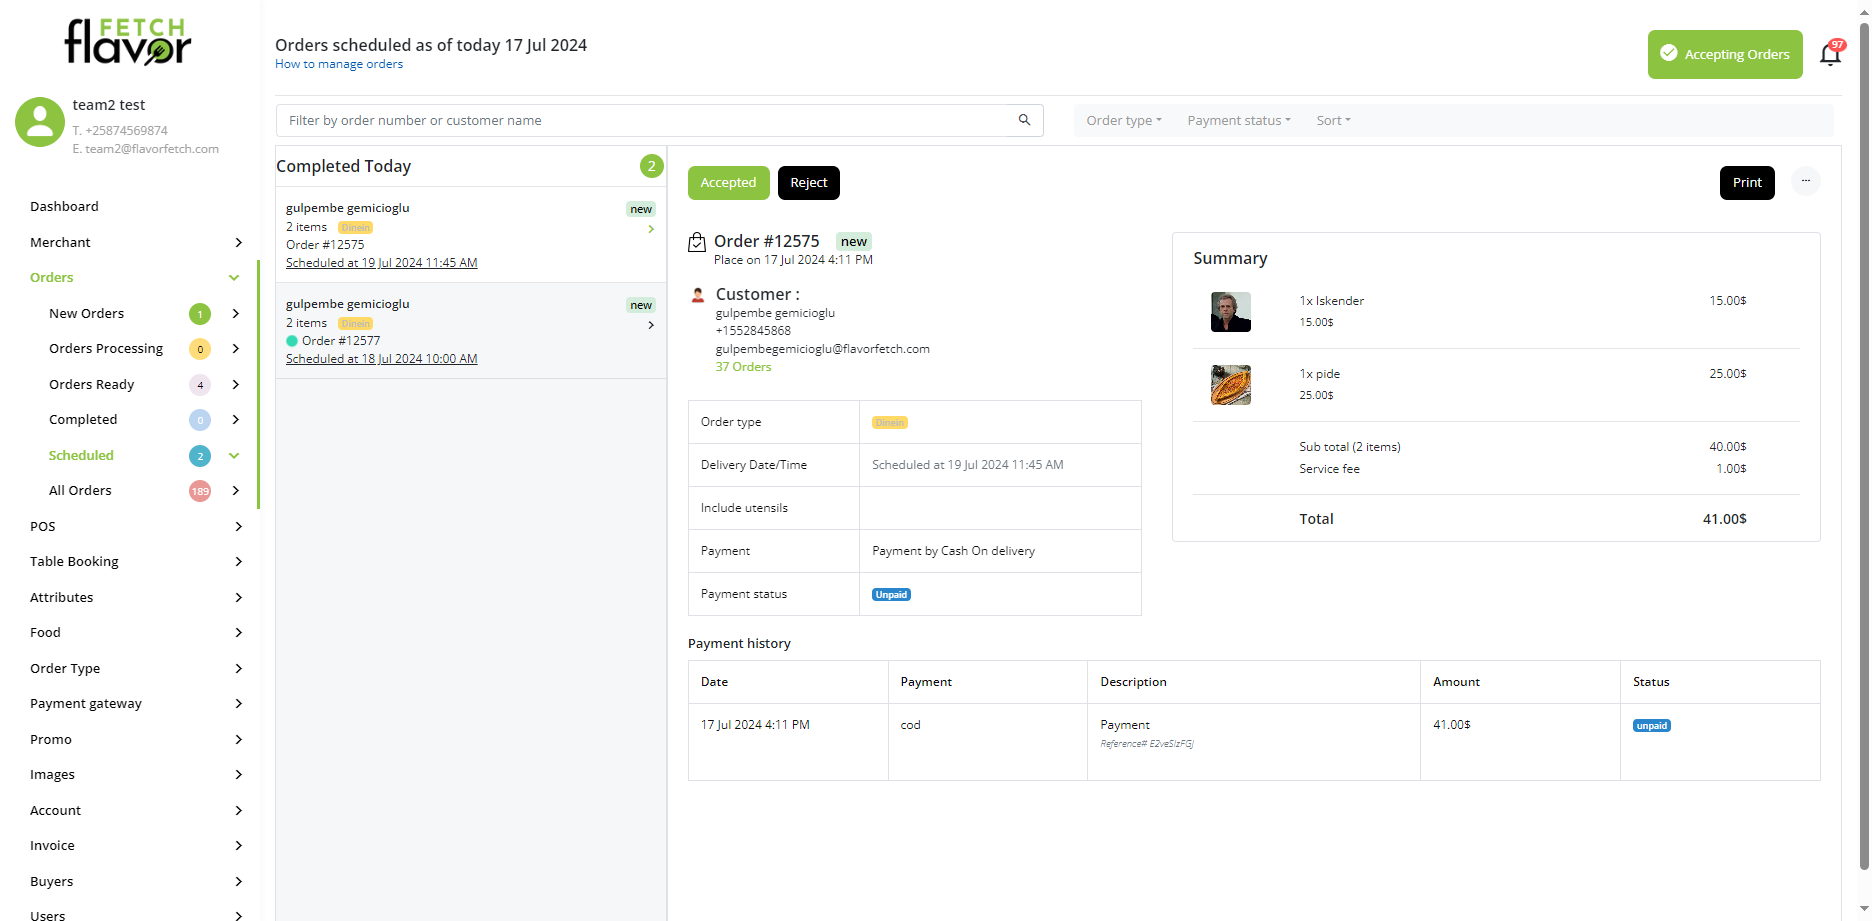 FETCH
flavor
team2 test
T. +25874569874
E. team2@flavorfetch.com
Dashboard
Merchant
Orders
New Orders 1
Orders Processing 0
Orders Ready 4
Completed 0
Scheduled 2
All Orders 189
POS
Table Booking
Attributes
Food
Order Type
Payment gateway
Promo
Images
Account
Invoice
Buyers
Users
Orders scheduled as of today 17 Jul 2024
How to manage orders
Accepting Orders
97
Filter by order number or customer name
Order type Payment status Sort
Completed Today 2
gulpembe gemicioglu new
2 items Dinein
Order #12575
Scheduled at 19 Jul 2024 11:45 AM
gulpembe gemicioglu new
2 items Dinein
Order #12577
Scheduled at 18 Jul 2024 10:00 AM
Accepted Reject Print ...
Order #12575 new
Place on 17 Jul 2024 4:11 PM
Customer :
gulpembe gemicioglu
+1552845868
gulpembegemicioglu@flavorfetch.com
37 Orders
Order type Dinein
Delivery Date/Time Scheduled at 19 Jul 2024 11:45 AM
Include utensils
Payment Payment by Cash On delivery
Payment status Unpaid
Summary
1x Iskender 15.00$
15.00$
1x pide 25.00$
25.00$
Sub total (2 items) 40.00$
Service fee 1.00$
Total 41.00$
Payment history
Date Payment Description Amount Status
17 Jul 2024 4:11 PM cod Payment 41.00$ unpaid
Reference# E2veSIzFGJ